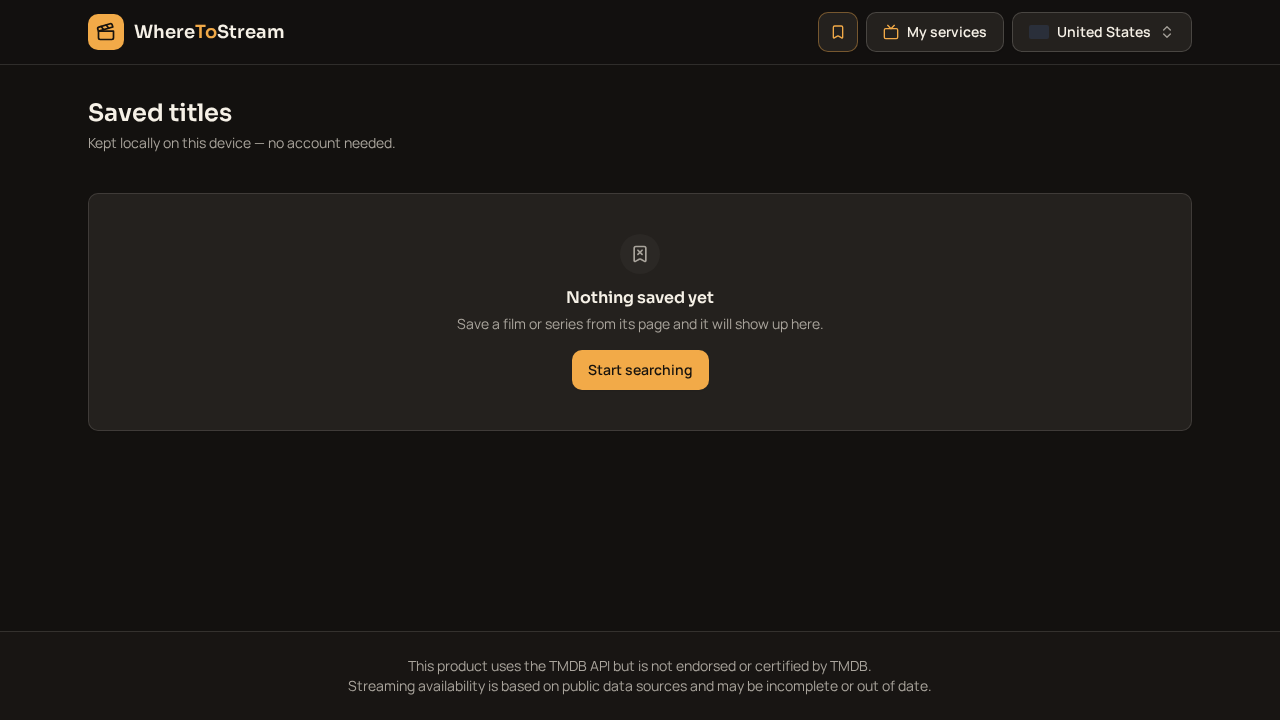 WhereToStream
My services
United States
Saved titles
Kept locally on this device — no account needed.
Nothing saved yet
Save a film or series from its page and it will show up here.
Start searching
This product uses the TMDB API but is not endorsed or certified by TMDB.
Streaming availability is based on public data sources and may be incomplete or out of date.